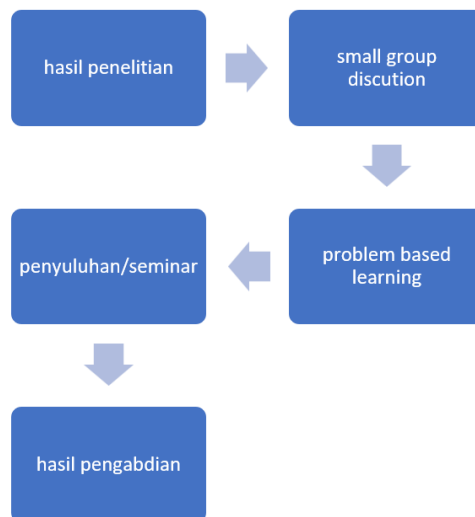 hasil penelitian
small group
discution
problem based
learning
penyuluhan/seminar
hasil pengabdian